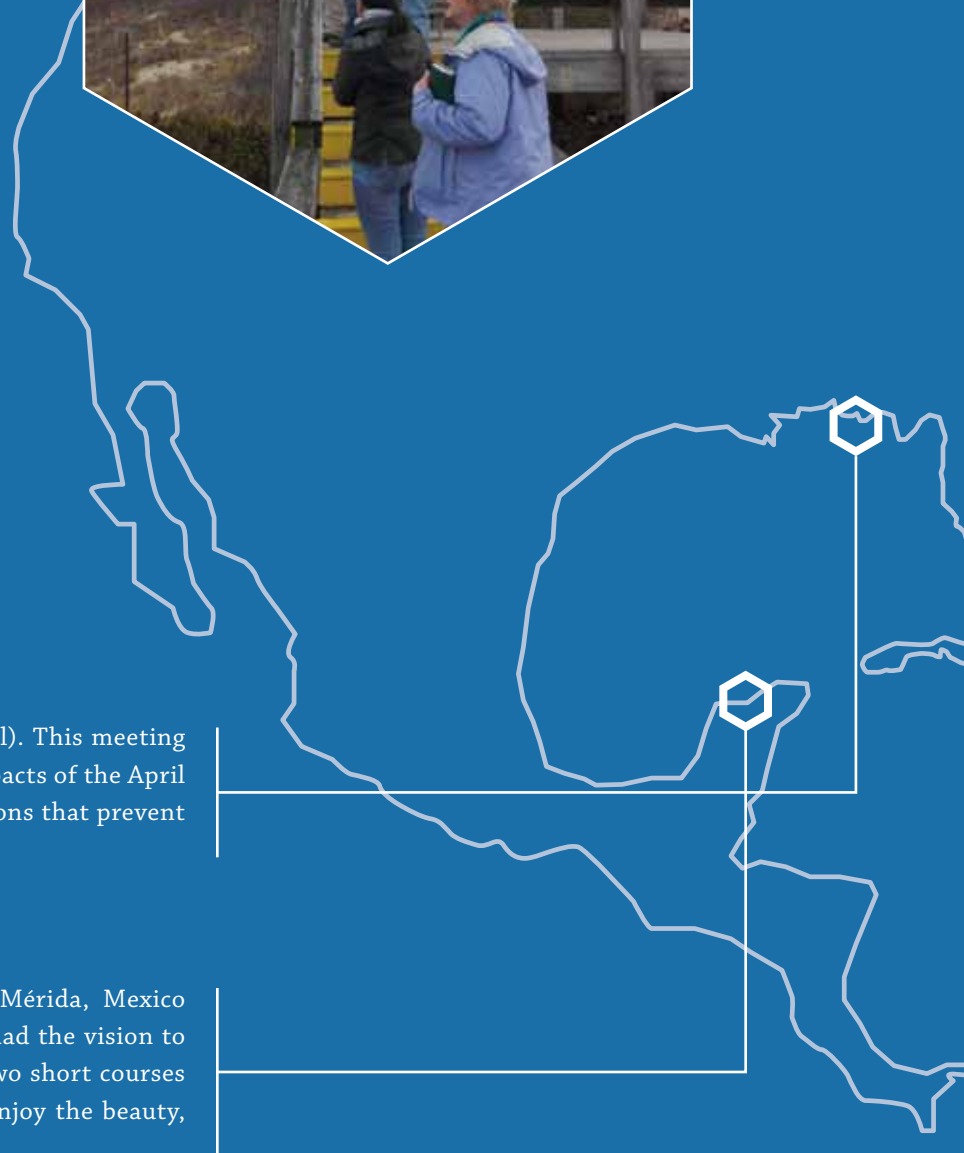 l). This meeting
acts of the April
ons that prevent
Mérida, Mexico
ad the vision to
wo short courses
njoy the beauty,